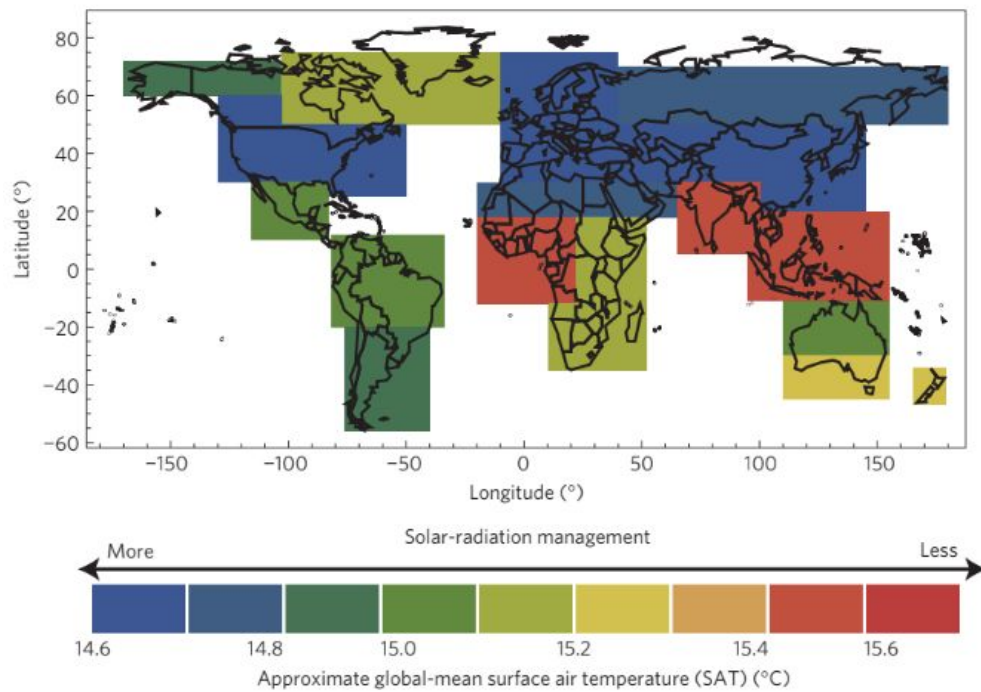 80
60
40
20
0
−20
−40
−60
Latitude (°)
−150 −100 −50 0 50 100 150
Longitude (°)
Solar-radiation management
More Less
14.6 14.8 15.0 15.2 15.4 15.6
Approximate global-mean surface air temperature (SAT) (°C)